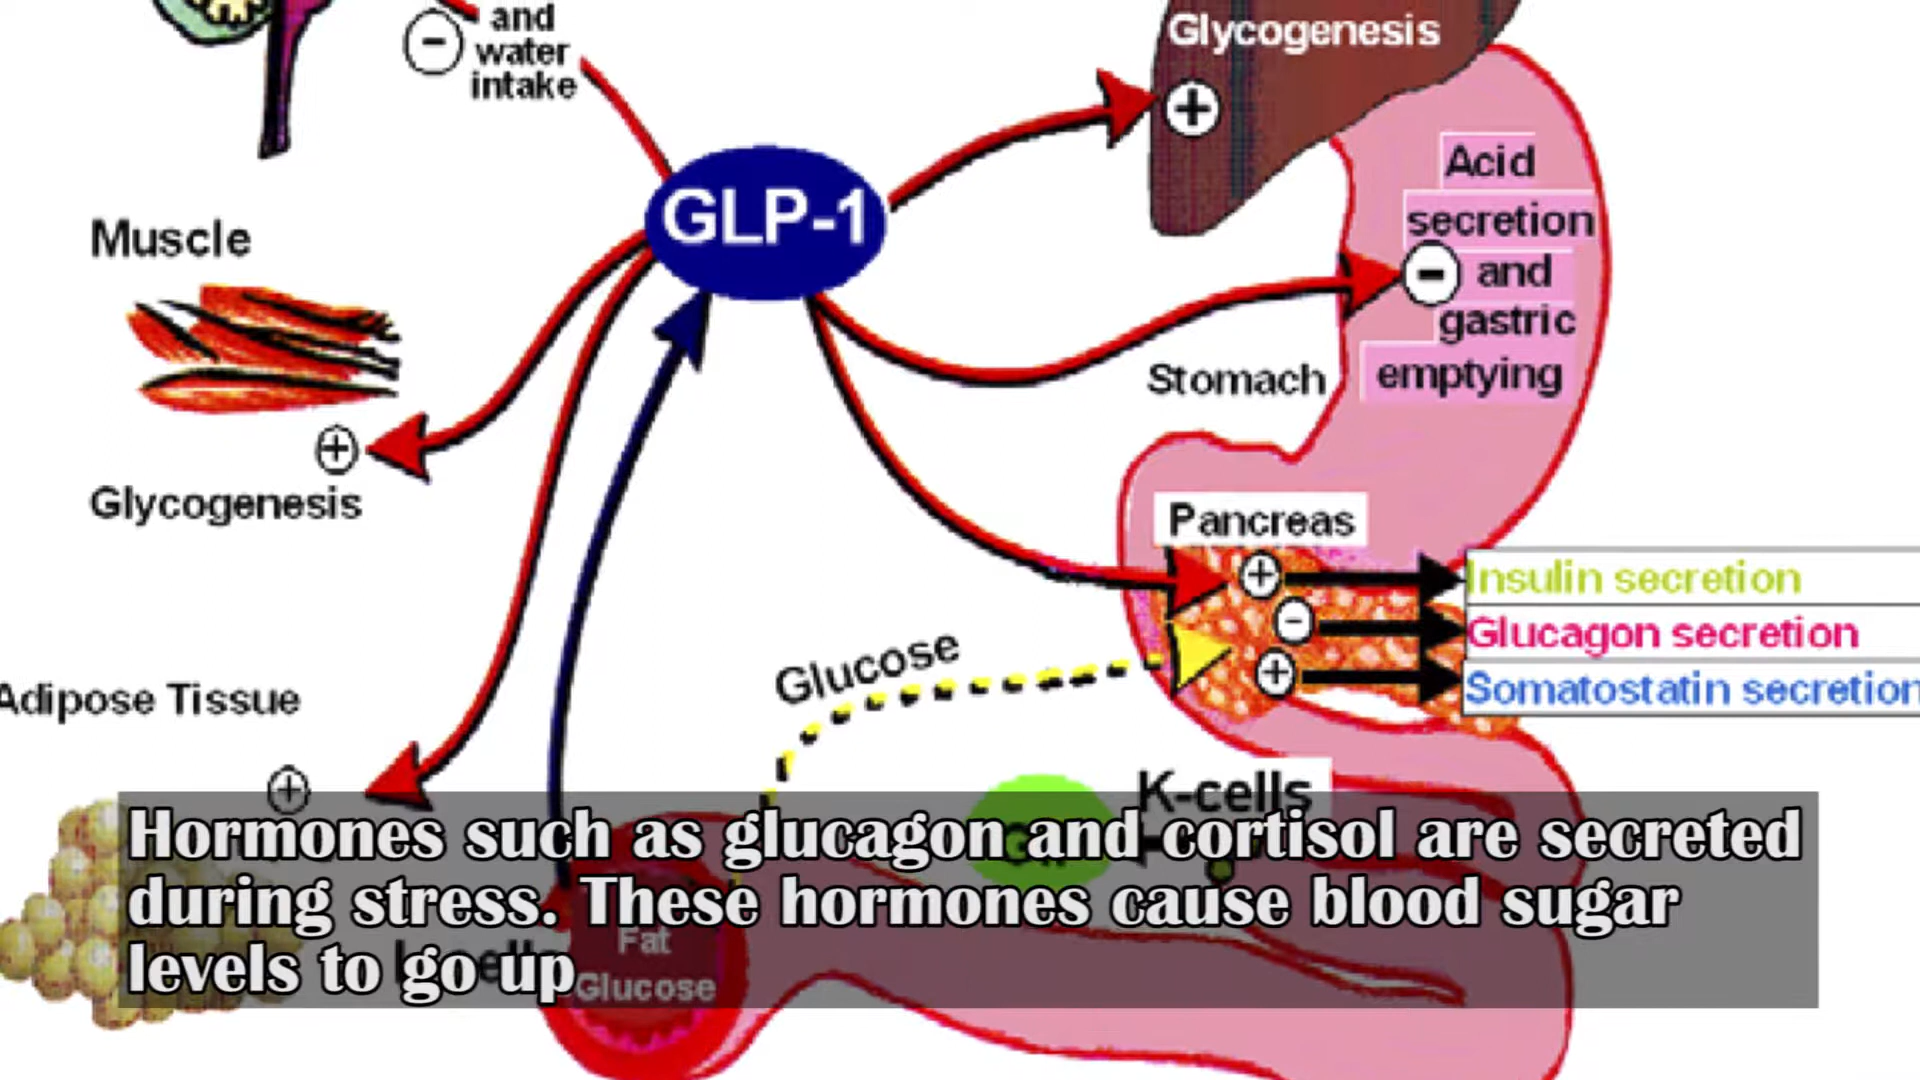 and
water
intake
Glycogenesis
GLP-1
Muscle
Acid
secretion
and
gastric
emptying
Stomach
Glycogenesis
Pancreas
Insulin secretion
Glucagon secretion
Somatostatin secretion
Glucose
Adipose Tissue
K-cells
Hormones such as glucagon and cortisol are secreted
during stress. These hormones cause blood sugar
levels to go up
Fat
Glucose